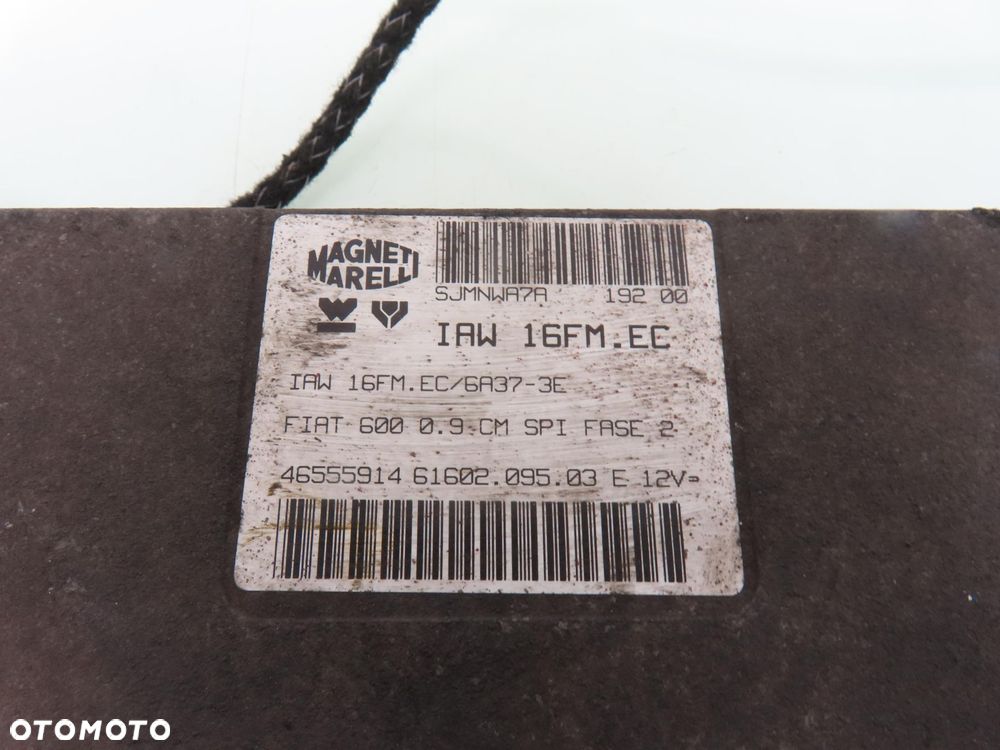 MAGNETI
MARELLI
SJMNWA7A 192 00
IAW 16FM.EC
IAW 16FM.EC/6A37-3E
FIAT 600 0.9 CM SPI FASE 2
46555914 61602.095.03 E 12V=
OTOMOTO